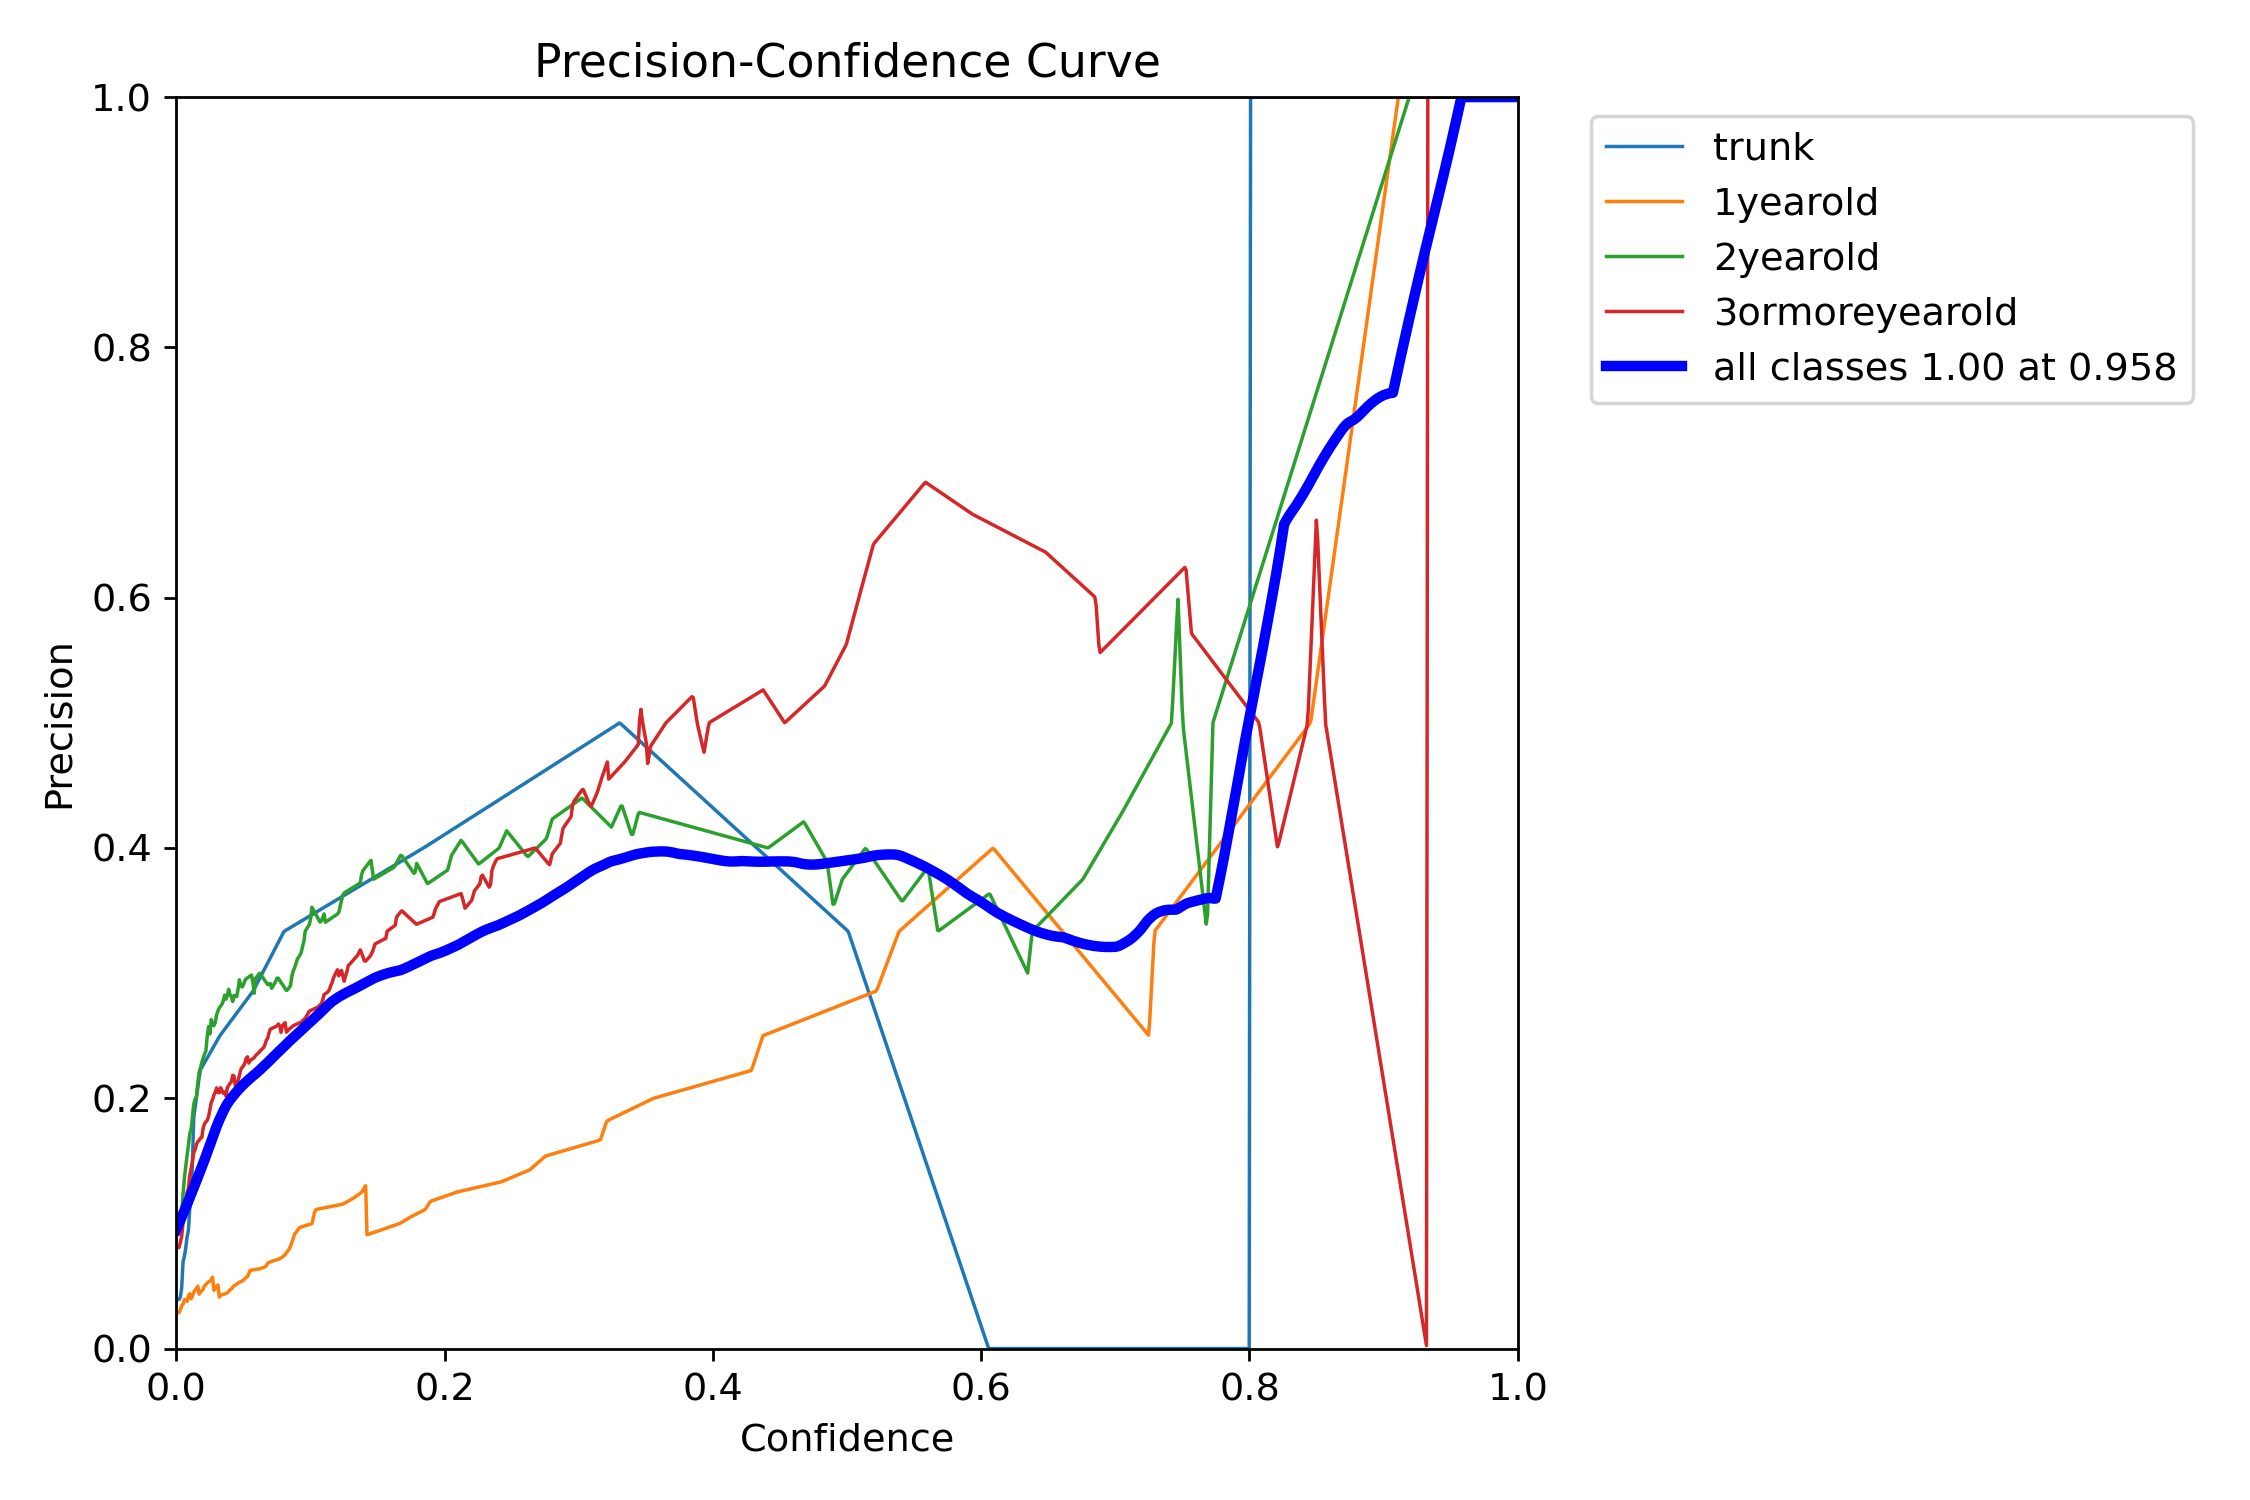 Precision-Confidence Curve
1.0
0.8
0.6
0.4
0.2
0.0
Precision
0.0 0.2 0.4 0.6 0.8 1.0
Confidence
trunk
1yearold
2yearold
3ormoreyearold
all classes 1.00 at 0.958